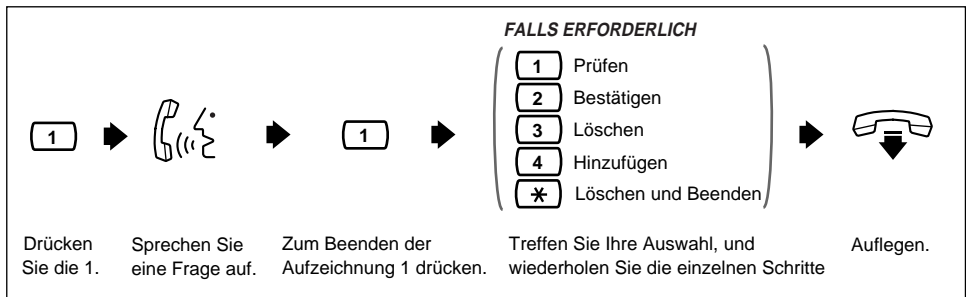 FALLS ERFORDERLICH
1 Prüfen
2 Bestätigen
1
1
3 Löschen
4 Hinzufügen
* Löschen und Beenden
Drücken
Sie die 1.
Sprechen Sie
eine Frage auf.
Zum Beenden der
Aufzeichnung 1 drücken.
Treffen Sie Ihre Auswahl, und
wiederholen Sie die einzelnen Schritte
Auflegen.